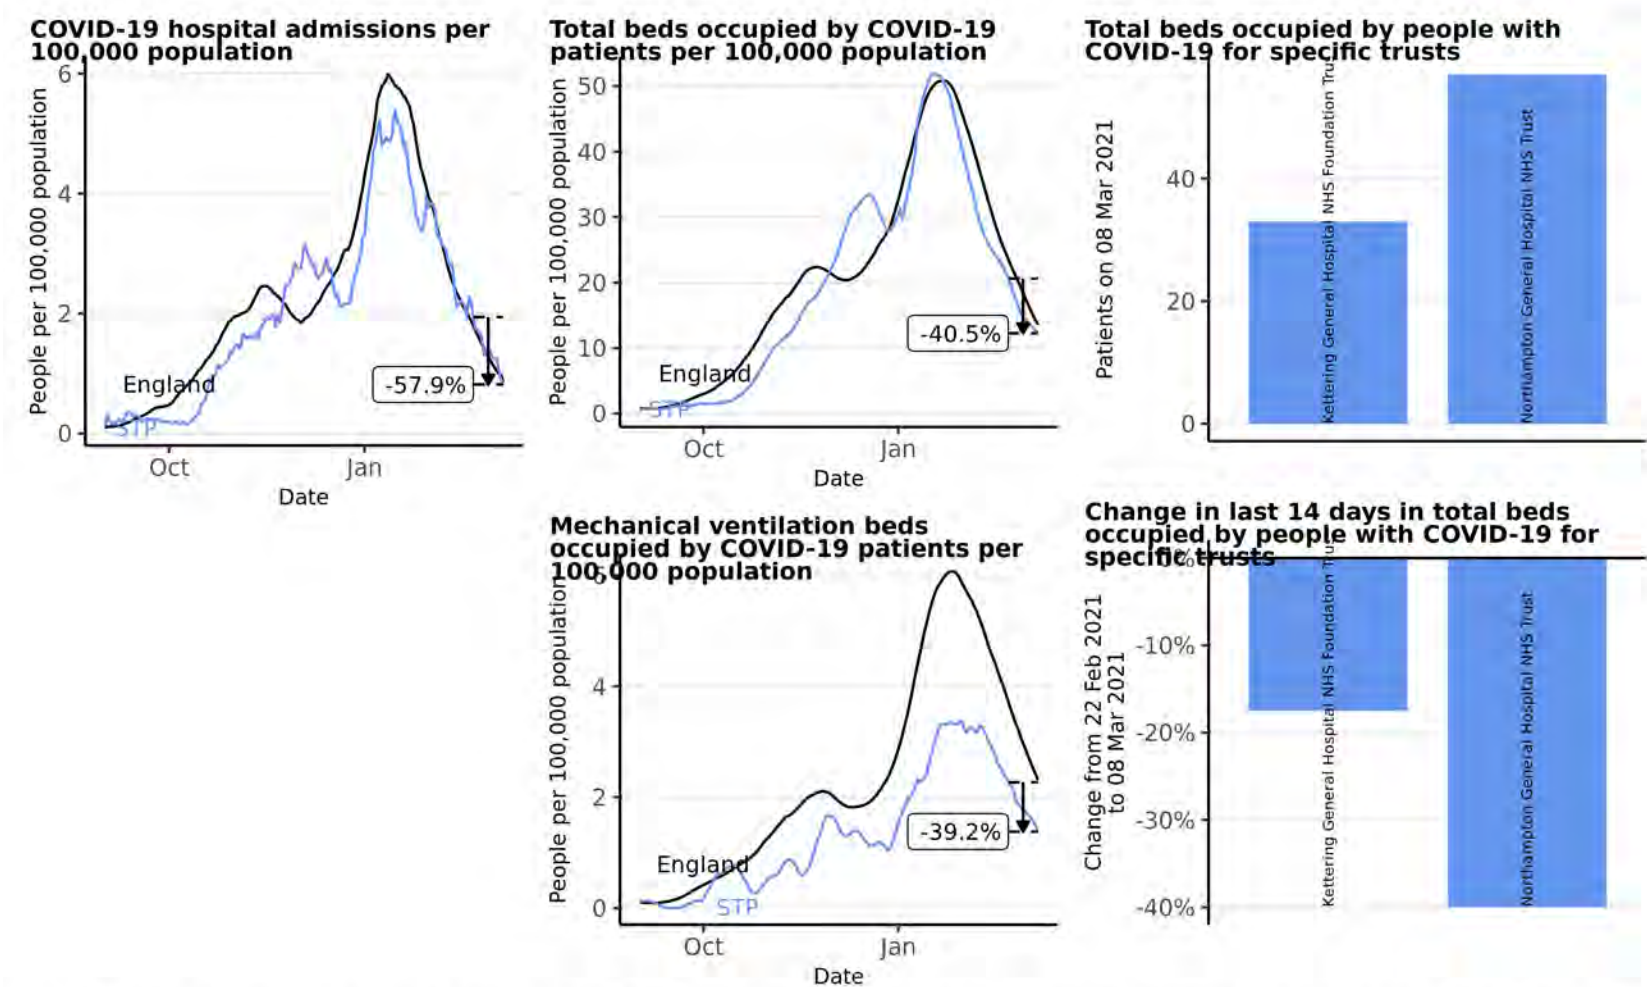 COVID-19 hospital admissions per
100,000 population
People per 100,000 population
6
4
2
0
England
STP
-57.9%
Oct
Jan
Date
Total beds occupied by COVID-19
patients per 100,000 population
People per 100,000 population
50
40
30
20
10
0
England
STP
-40.5%
Oct
Jan
Date
Total beds occupied by people with
COVID-19 for specific trusts
Patients on 08 Mar 2021
40
20
0
Kettering General Hospital NHS Foundation Trust
Northampton General Hospital NHS Trust
Mechanical ventilation beds
occupied by COVID-19 patients per
100,000 population
People per 100,000 population
6
4
2
0
England
STP
-39.2%
Oct
Jan
Date
Change in last 14 days in total beds
occupied by people with COVID-19 for
specific trusts
Change from 22 Feb 2021
to 08 Mar 2021
0%
-10%
-20%
-30%
-40%
Kettering General Hospital NHS Foundation Trust
Northampton General Hospital NHS Trust